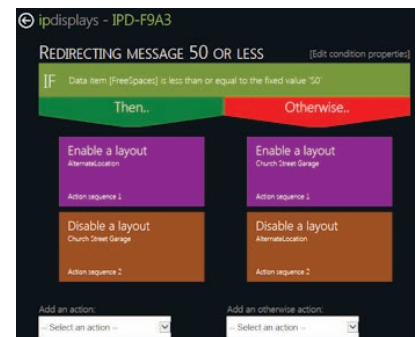 ipdisplays - IPD-F9A3
REDIRECTING MESSAGE 50 OR LESS
[Edit condition properties]
IF Data item [FreeSpaces] is less than or equal to the fixed value '50'
Then..
Otherwise..
Enable a layout
AlternateLocation
Action sequence 1
Enable a layout
Church Street Garage
Action sequence 1
Disable a layout
Church Street Garage
Action sequence 2
Disable a layout
AlternateLocation
Action sequence 2
Add an action:
-- Select an action --
Add an otherwise action:
-- Select an action --